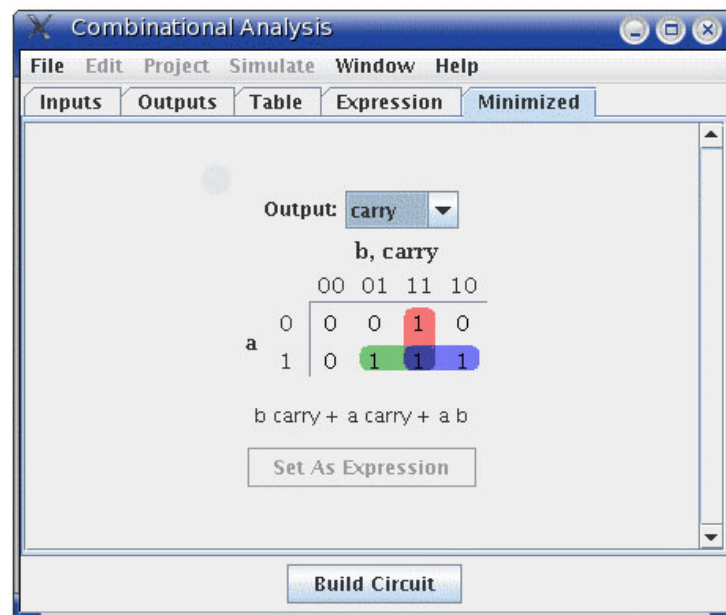 Combinational Analysis
File Edit Project Simulate Window Help
Inputs Outputs Table Expression Minimized
Output: carry
b, carry
00 01 11 10
0 0 0 1 0
a
1 0 1 1 1
b carry + a carry + a b
Set As Expression
Build Circuit